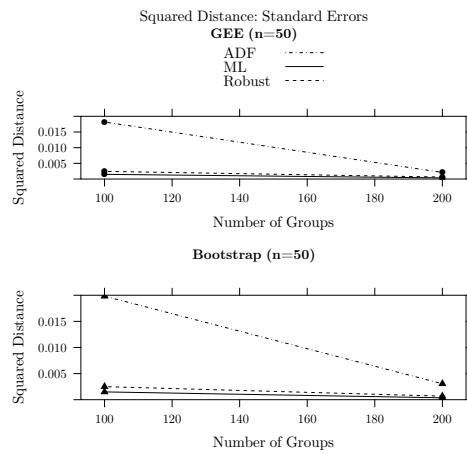 Squared Distance: Standard Errors
GEE (n=50)
ADF
ML
Robust
Squared Distance
0.015
0.010
0.005
100 120 140 160 180 200
Number of Groups
Bootstrap (n=50)
Squared Distance
0.015
0.010
0.005
100 120 140 160 180 200
Number of Groups